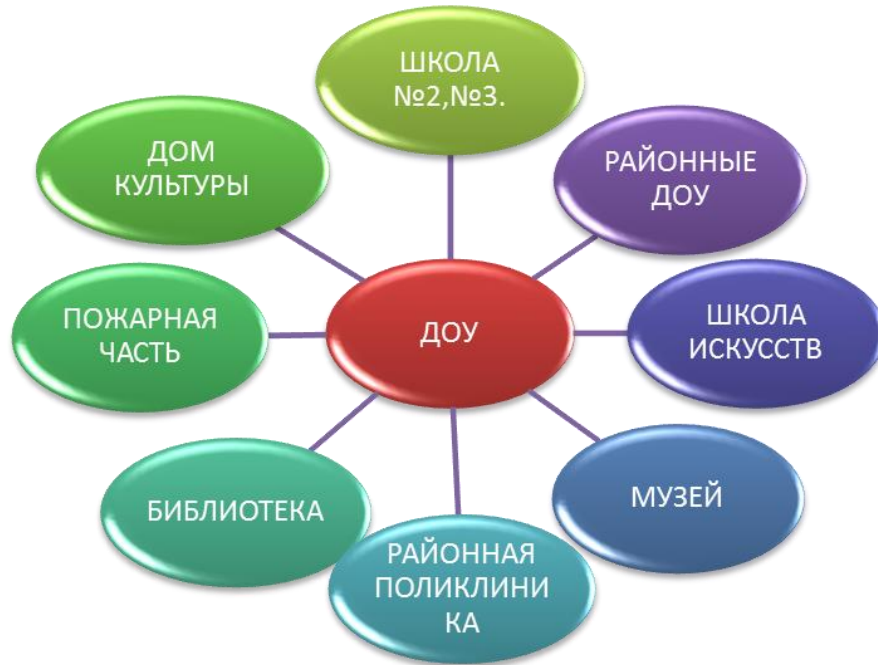 ШКОЛА
№2,№3.
ДОМ
КУЛЬТУРЫ
РАЙОННЫЕ
ДОУ
ПОЖАРНАЯ
ЧАСТЬ
ДОУ
ШКОЛА
ИСКУССТВ
БИБЛИОТЕКА
МУЗЕЙ
РАЙОННАЯ
ПОЛИКЛИНИ
КА